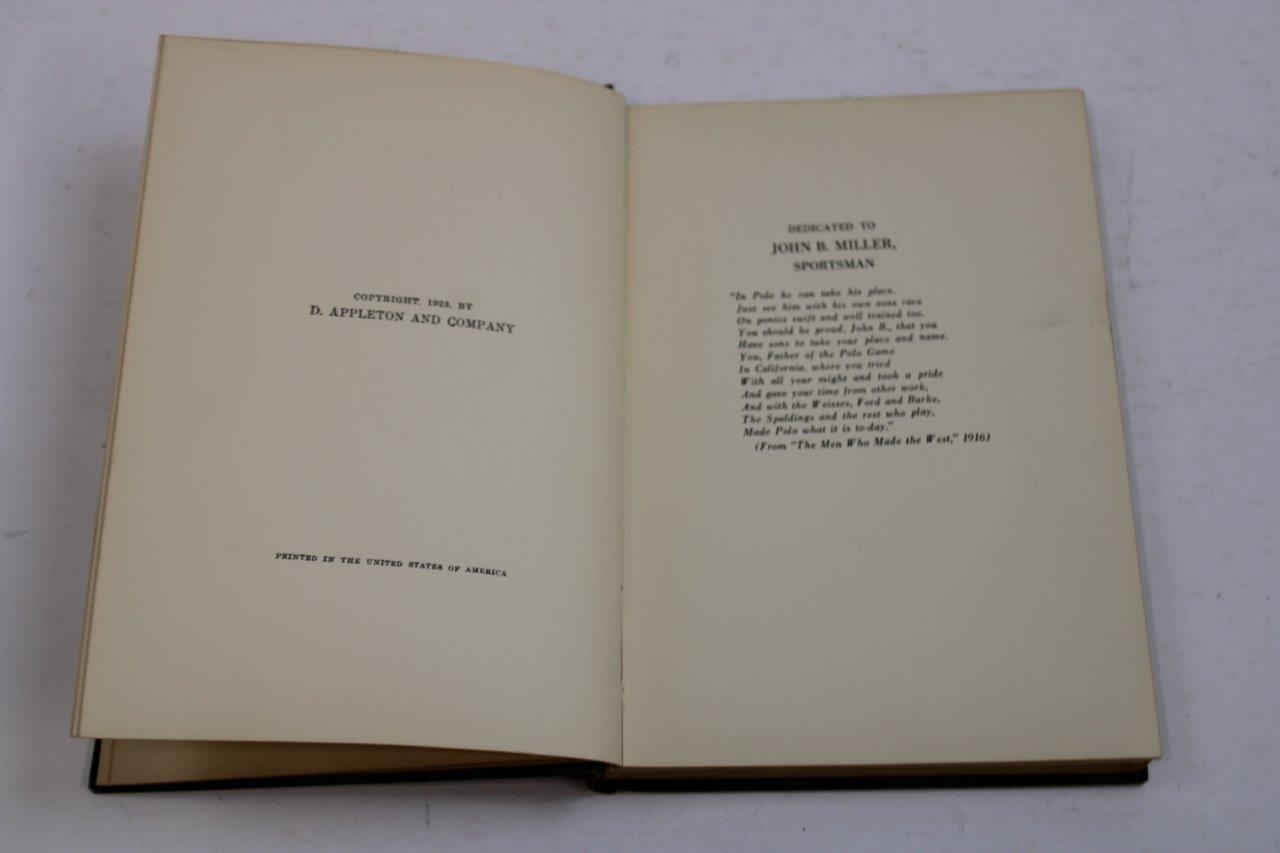 COPYRIGHT, 1923, BY
D. APPLETON AND COMPANY
PRINTED IN THE UNITED STATES OF AMERICA
DEDICATED TO
JOHN B. MILLER,
SPORTSMAN
"In Polo he can take his place,
Just see him with his own sons race
On ponies swift and well trained too.
You should be proud, John B., that you
Have sons to take your place and name.
You, Father of the Polo Game
In California, where you tried
With all your might and took a pride
And gave your time from other work,
And with the Weisses, Ford and Burke,
The Spaldings and the rest who play,
Made Polo what it is to-day."
(From "The Men Who Made the West," 1916)